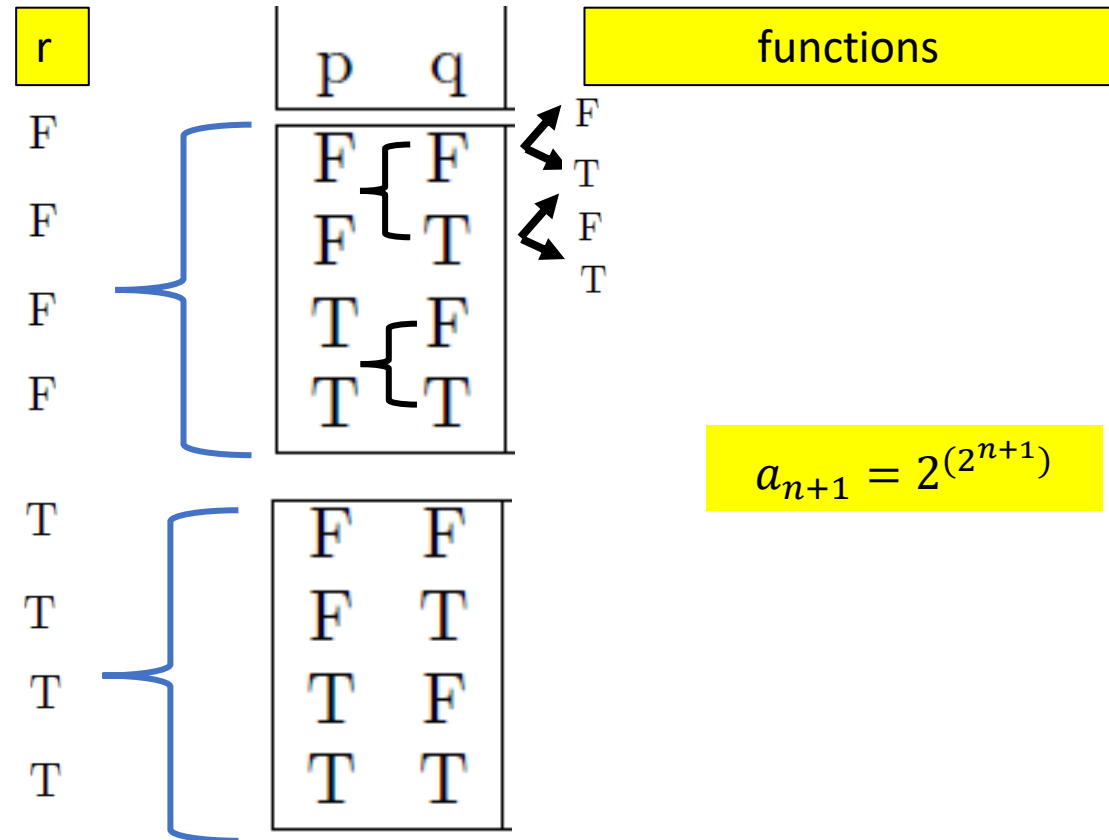 r functions
p q
F F F F
T
F F T F
T
F T F
F T T
a_{n+1} = 2^{(2^{n+1})}
T F F
T F T
T T F
T T T